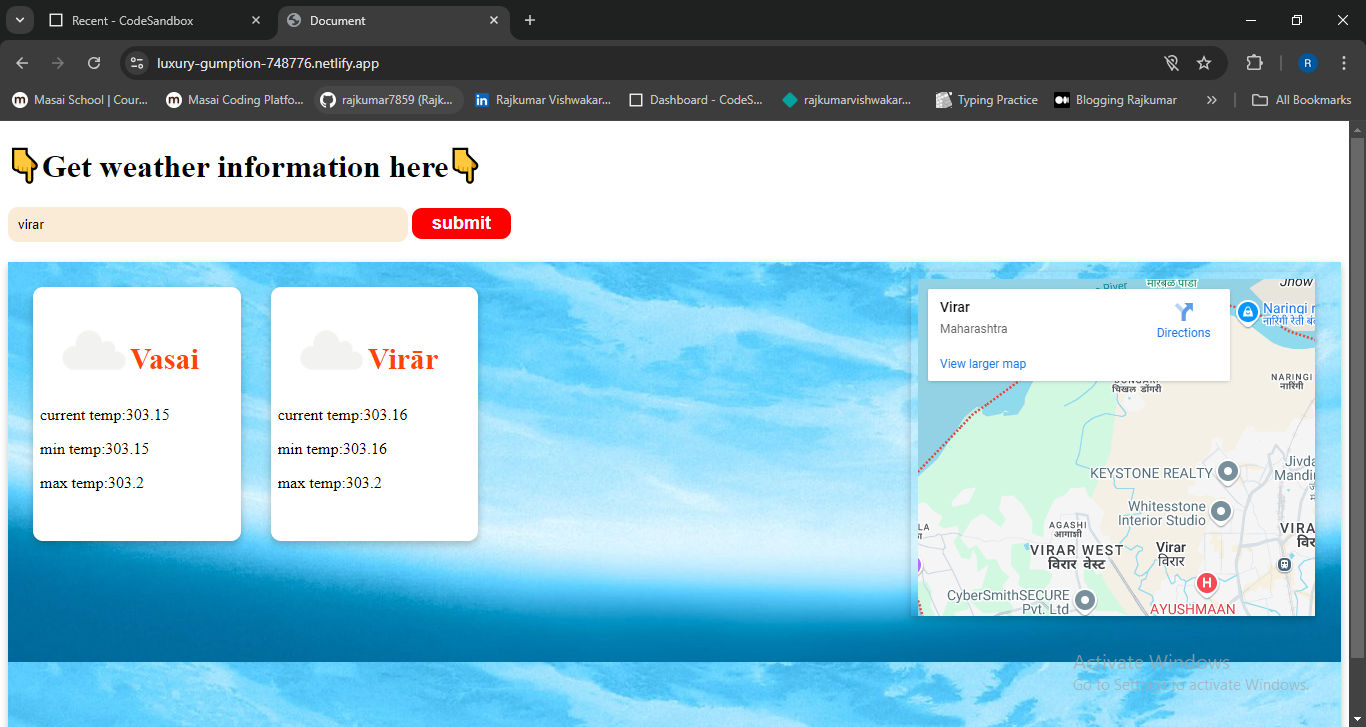 Recent - CodeSandbox
Document
luxury-gumption-748776.netlify.app
R
Masai School | Cour...
Masai Coding Platfo...
rajkumar7859 (Rajk...
Rajkumar Vishwakar...
Dashboard - CodeS...
rajkumarvishwakar...
Typing Practice
Blogging Rajkumar
»
All Bookmarks
👇Get weather information here👇
virar
submit
Vasai
current temp:303.15
min temp:303.15
max temp:303.2
Virār
current temp:303.16
min temp:303.16
max temp:303.2
Virar
Maharashtra
Directions
View larger map
River
मारबळ पाडा
Naringi
नारिंगी रेती
NARINGI
नारिंगी
चिखल डोंगरी
KEYSTONE REALTY
Whitesstone
Interior Studio
AGASHI
आगाशी
VIRAR WEST
विरार वेस्ट
Virar
विरार
CyberSmithSECURE
Pvt. Ltd
H
AYUSHMAAN
Activate Windows
Go to Settings to activate Windows.